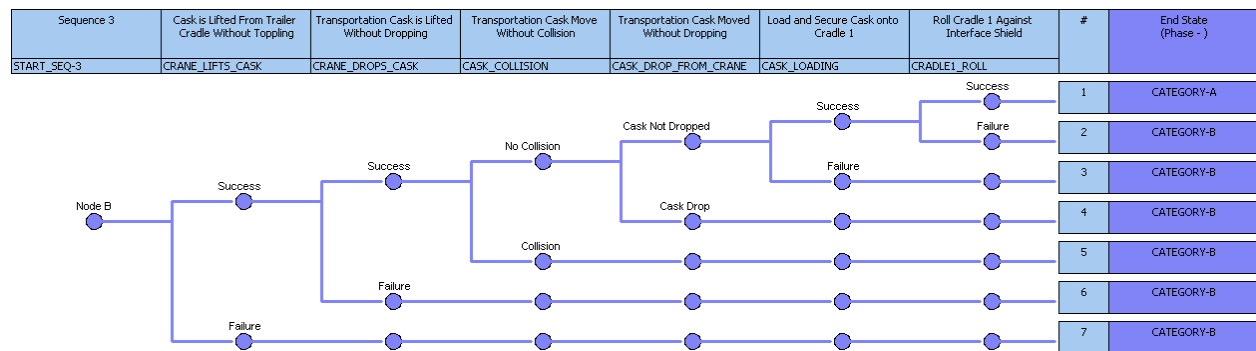 Sequence 3
Cask is Lifted From Trailer
Cradle Without Toppling
Transportation Cask is Lifted
Without Dropping
Transportation Cask Move
Without Collision
Transportation Cask Moved
Without Dropping
Load and Secure Cask onto
Cradle 1
Roll Cradle 1 Against
Interface Shield
#
End State
(Phase - )
START_SEQ-3
CRANE_LIFTS_CASK
CRANE_DROPS_CASK
CASK_COLLISION
CASK_DROP_FROM_CRANE
CASK_LOADING
CRADLE1_ROLL
Success
1
CATEGORY-A
Success
Failure
2
CATEGORY-B
Cask Not Dropped
No Collision
Failure
3
CATEGORY-B
Success
Success
Node B
Cask Drop
4
CATEGORY-B
Collision
5
CATEGORY-B
Failure
6
CATEGORY-B
Failure
7
CATEGORY-B